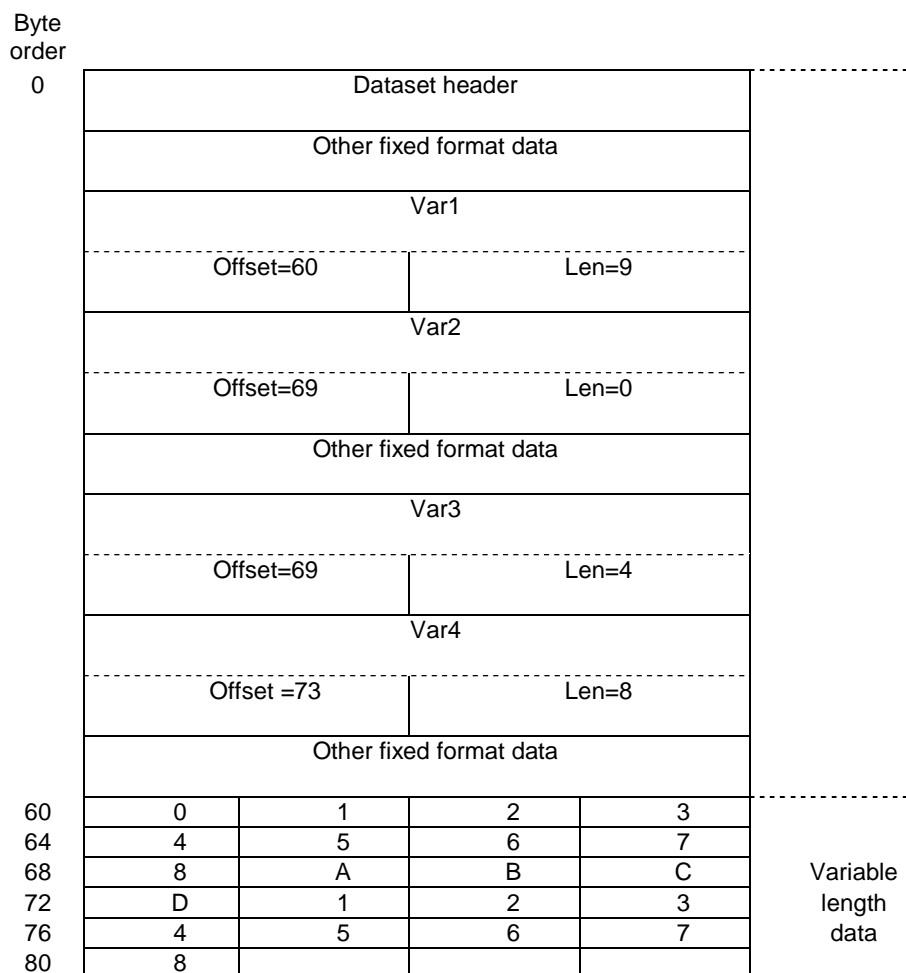 Byte
order
0 Dataset header
Other fixed format data
Var1
Offset=60 Len=9
Var2
Offset=69 Len=0
Other fixed format data
Var3
Offset=69 Len=4
Var4
Offset =73 Len=8
Other fixed format data
60 0 1 2 3
64 4 5 6 7
68 8 A B C Variable
72 D 1 2 3 length
76 4 5 6 7 data
80 8